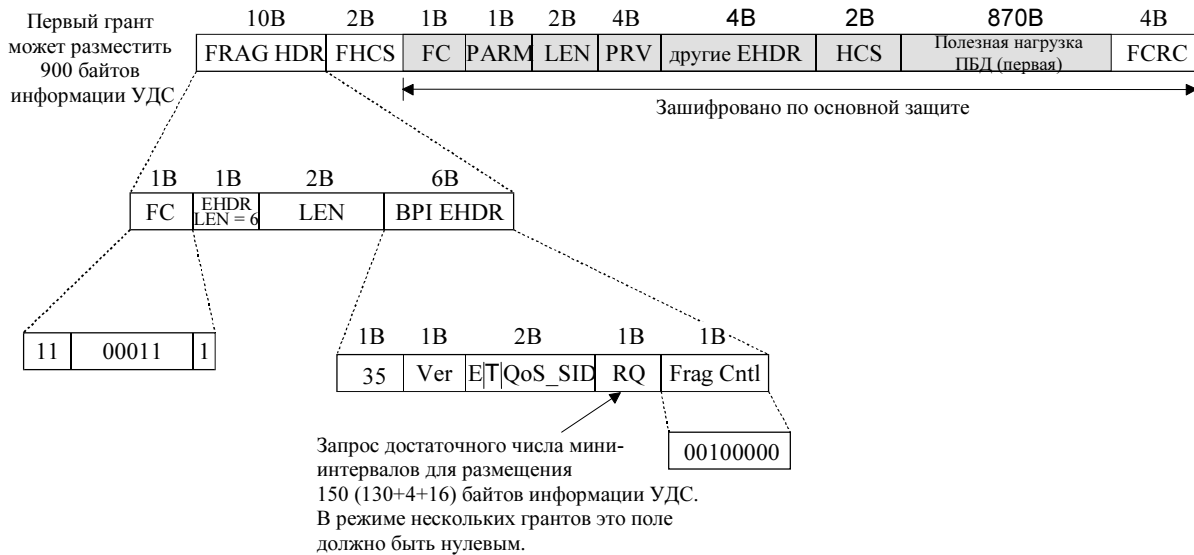 Первый грант
может разместить
900 байтов
информации УДС
10B 2B 1B 1B 2B 4B 4B 2B 870B 4B
FRAG HDR FHCS FC PARM LEN PRV другие EHDR HCS Полезная нагрузка ПБД (первая) FCRC
Зашифровано по основной защите
1B 1B 2B 6B
FC EHDR LEN = 6 LEN BPI EHDR
11 00011 1
1B 1B 2B 1B 1B
35 Ver E|T|QoS_SID RQ Frag Cntl
00100000
Запрос достаточного числа мини-
интервалов для размещения
150 (130+4+16) байтов информации УДС.
В режиме нескольких грантов это поле
должно быть нулевым.